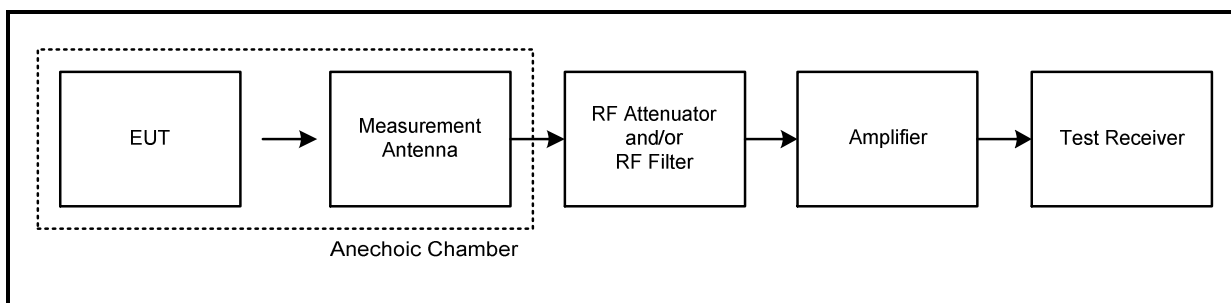 EUT
Measurement
Antenna
RF Attenuator
and/or
RF Filter
Amplifier
Test Receiver
Anechoic Chamber